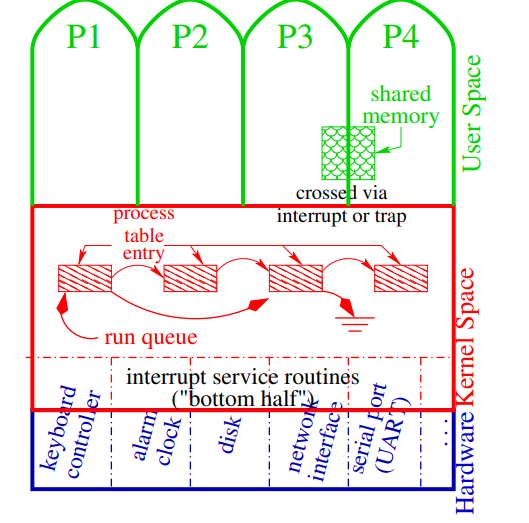 P1 P2 P3 P4
shared
memory
User Space
crossed via
interrupt or trap
process
table
entry
run queue
Kernel Space
interrupt service routines
("bottom half")
keyboard
controller
alarm
clock
disk
network
interface
serial port
(UART)
....
Hardware